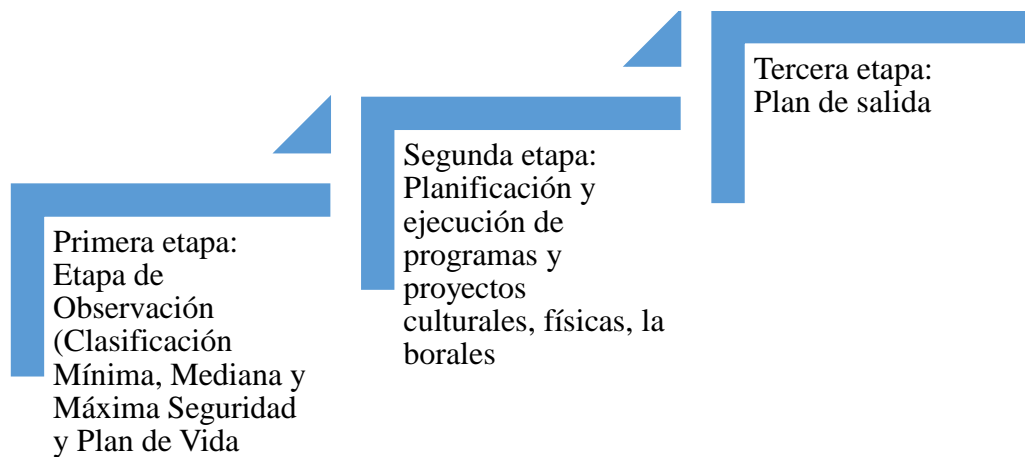 Primera etapa:
Etapa de
Observación
(Clasificación
Mínima, Mediana y
Máxima Seguridad
y Plan de Vida
Segunda etapa:
Planificación y
ejecución de
programas y
proyectos
culturales, físicas, la
borales
Tercera etapa:
Plan de salida